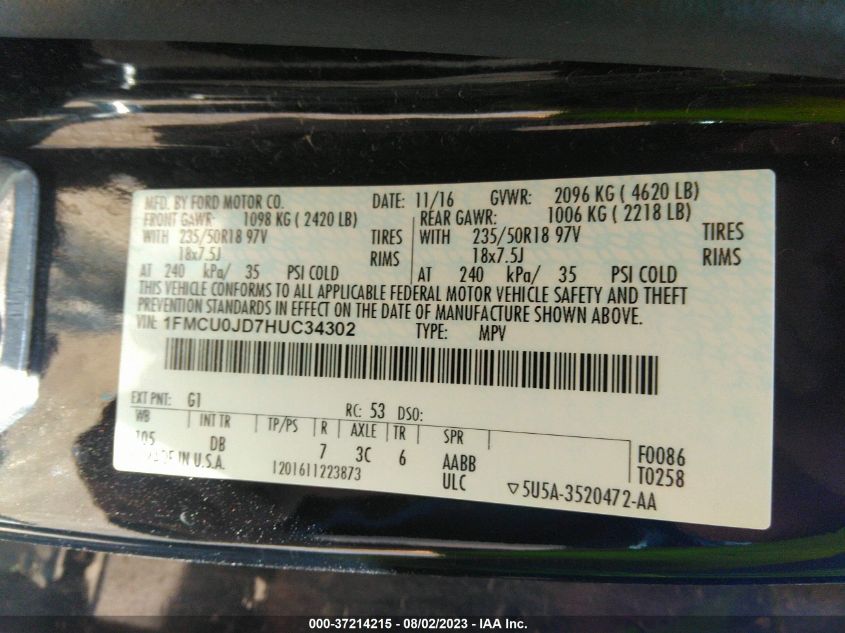 MFD. BY FORD MOTOR CO. DATE: 11/16 GVWR: 2096 KG ( 4620 LB)
FRONT GAWR: 1098 KG ( 2420 LB) REAR GAWR: 1006 KG ( 2218 LB)
WITH 235/50R18 97V TIRES WITH 235/50R18 97V TIRES
18x7.5J RIMS 18x7.5J RIMS
AT 240 kPa/ 35 PSI COLD AT 240 kPa/ 35 PSI COLD
THIS VEHICLE CONFORMS TO ALL APPLICABLE FEDERAL MOTOR VEHICLE SAFETY AND THEFT
PREVENTION STANDARDS IN EFFECT ON THE DATE OF MANUFACTURE SHOWN ABOVE.
VIN: 1FMCU0JD7HUC34302 TYPE: MPV
EXT PNT: G1 RC: 53 DSO:
WB INT TR TP/PS R AXLE TR SPR
105 DB 7 3C 6 AABB F0086
IN U.S.A. 1201611223873 ULC T0258
▽5U5A-3520472-AA
000-37214215 - 08/02/2023 - IAA Inc.